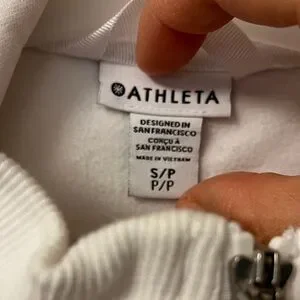 ATHLETA
DESIGNED IN
SAN FRANCISCO
CONÇU À
SAN FRANCISCO
MADE IN VIETNAM
S/P
P/P